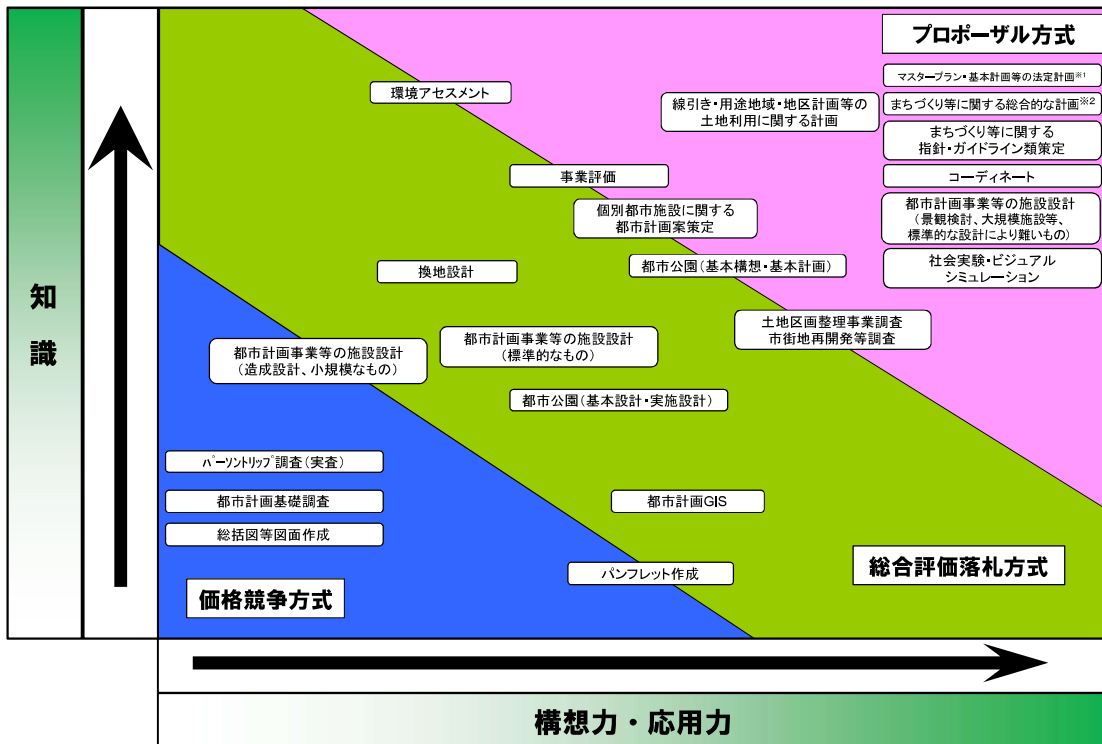 プロポーザル方式
マスタープラン・基本計画等の法定計画※1
環境アセスメント
線引き・用途地域・地区計画等の
土地利用に関する計画
まちづくり等に関する総合的な計画※2
まちづくり等に関する
指針・ガイドライン類策定
事業評価
コーディネート
個別都市施設に関する
都市計画案策定
都市計画事業等の施設設計
(景観検討、大規模施設等、
標準的な設計により難いもの)
換地設計
都市公園(基本構想・基本計画)
社会実験・ビジュアル
シミュレーション
知識
土地区画整理事業調査
市街地再開発等調査
都市計画事業等の施設設計
(造成設計、小規模なもの)
都市計画事業等の施設設計
(標準的なもの)
都市公園(基本設計・実施設計)
パーソントリップ調査(実査)
都市計画基礎調査
都市計画GIS
総括図等図面作成
パンフレット作成
総合評価落札方式
価格競争方式
構想力・応用力